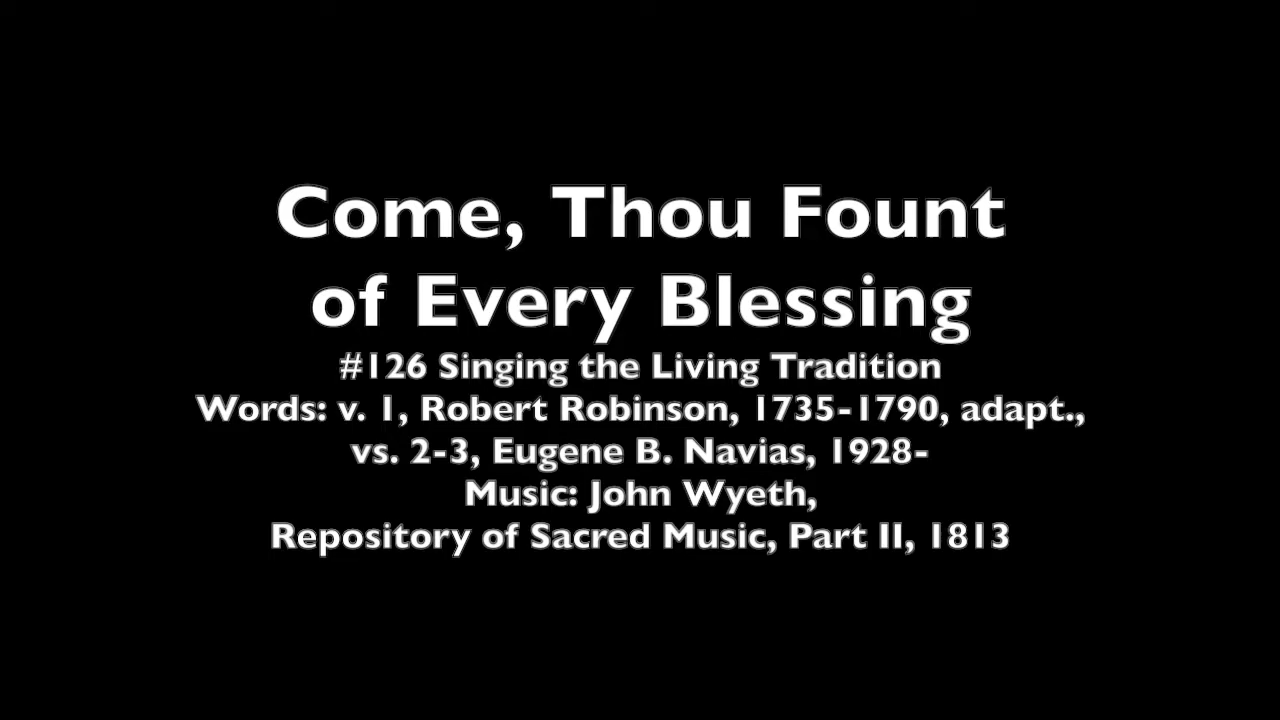 Come, Thou Fount
of Every Blessing
#126 Singing the Living Tradition
Words: v. 1, Robert Robinson, 1735-1790, adapt.,
vs. 2-3, Eugene B. Navias, 1928-
Music: John Wyeth,
Repository of Sacred Music, Part II, 1813